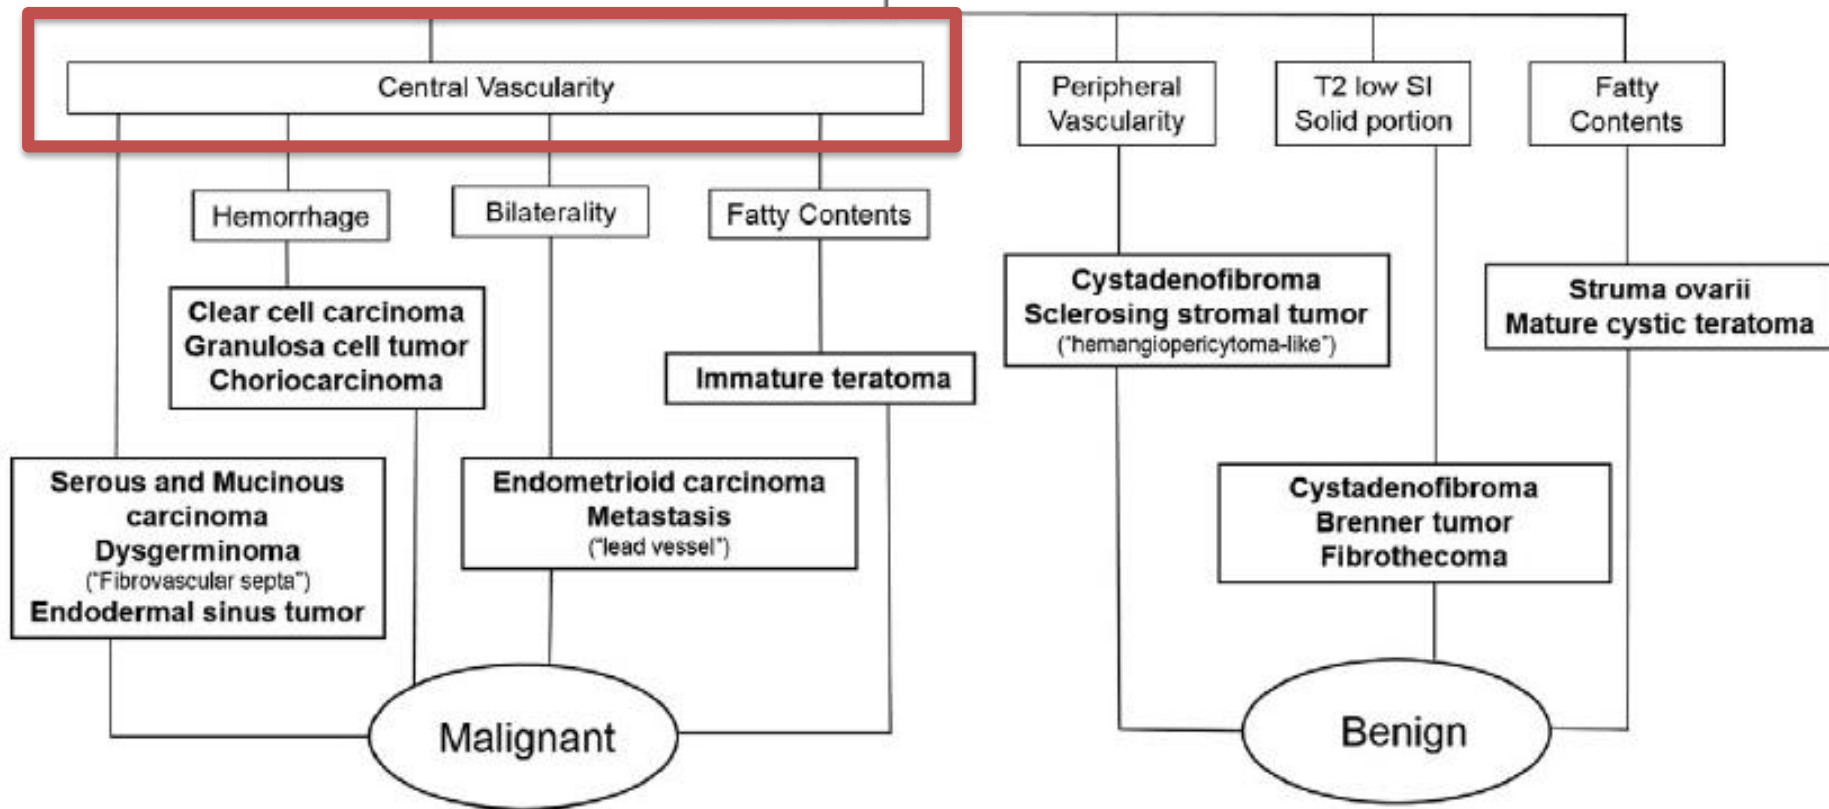 Central Vascularity
Peripheral
Vascularity
T2 low SI
Solid portion
Fatty
Contents
Hemorrhage
Bilaterality
Fatty Contents
Clear cell carcinoma
Granulosa cell tumor
Choriocarcinoma
Immature teratoma
Cystadenofibroma
Sclerosing stromal tumor
("hemangiopericytoma-like")
Struma ovarii
Mature cystic teratoma
Serous and Mucinous
carcinoma
Dysgerminoma
("Fibrovascular septa")
Endodermal sinus tumor
Endometrioid carcinoma
Metastasis
("lead vessel")
Cystadenofibroma
Brenner tumor
Fibrothecoma
Malignant
Benign